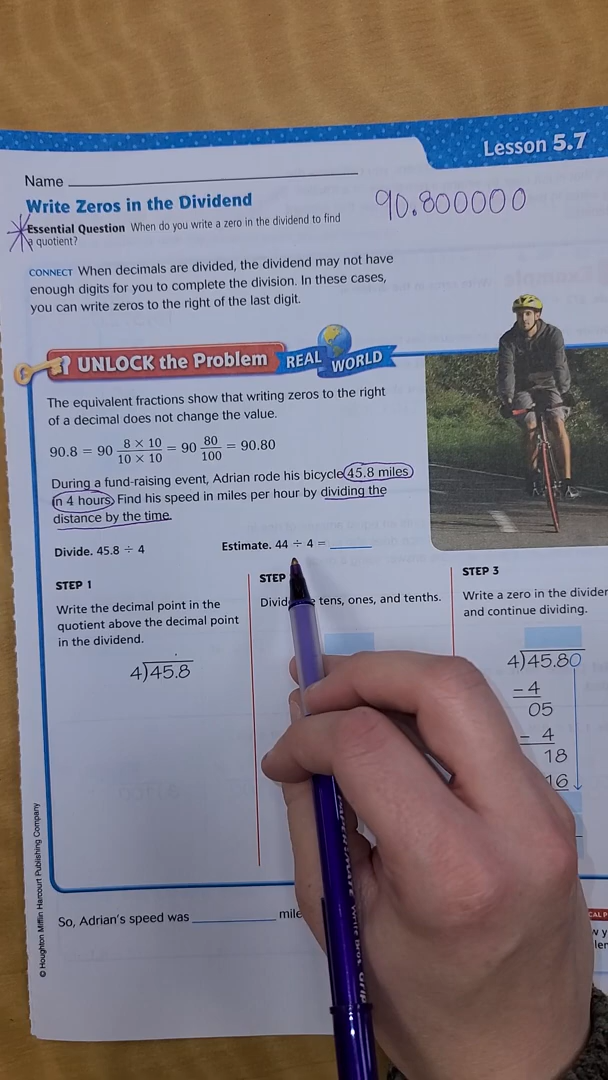 Lesson 5.7
Name
Write Zeros in the Dividend
90.800000
Essential Question When do you write a zero in the dividend to find
a quotient?
CONNECT When decimals are divided, the dividend may not have
enough digits for you to complete the division. In these cases,
you can write zeros to the right of the last digit.
UNLOCK the Problem REAL WORLD
The equivalent fractions show that writing zeros to the right
of a decimal does not change the value.
90.8 = 90 8 × 10 / 10 × 10 = 90 80 / 100 = 90.80
During a fund-raising event, Adrian rode his bicycle 45.8 miles
in 4 hours. Find his speed in miles per hour by dividing the
distance by the time.
Divide. 45.8 ÷ 4
Estimate. 44 ÷ 4 =
STEP 1
Write the decimal point in the
quotient above the decimal point
in the dividend.
4)45.8
STEP
tens, ones, and tenths.
STEP 3
Write a zero in the
and continue dividing.
4)45.80
-4
05
- 4
18
16
So, Adrian's speed was
© Houghton Mifflin Harcourt Publishing Company